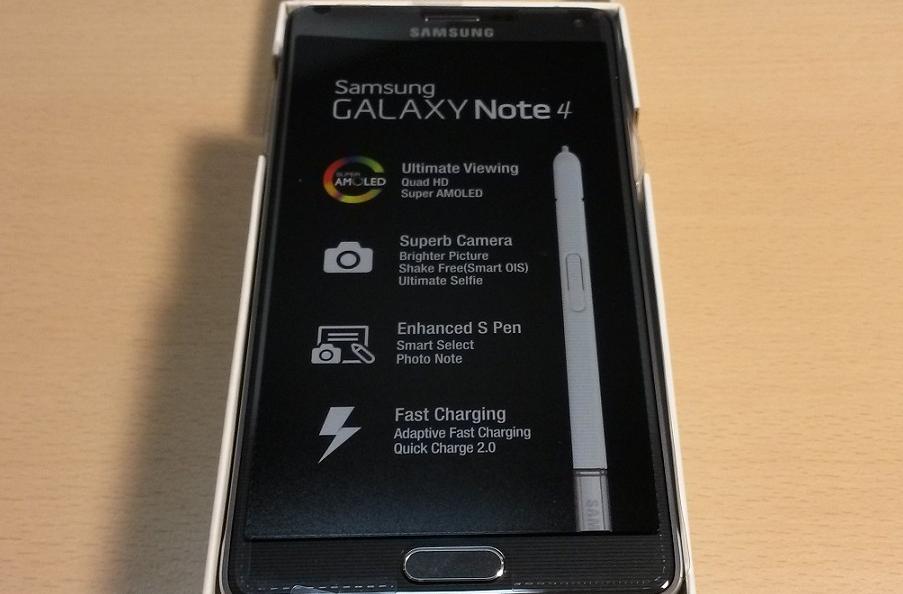 SAMSUNG
Samsung
GALAXY Note 4
SUPER
AMOLED
Ultimate Viewing
Quad HD
Super AMOLED
Superb Camera
Brighter Picture
Shake Free(Smart OIS)
Ultimate Selfie
Enhanced S Pen
Smart Select
Photo Note
Fast Charging
Adaptive Fast Charging
Quick Charge 2.0
SAM